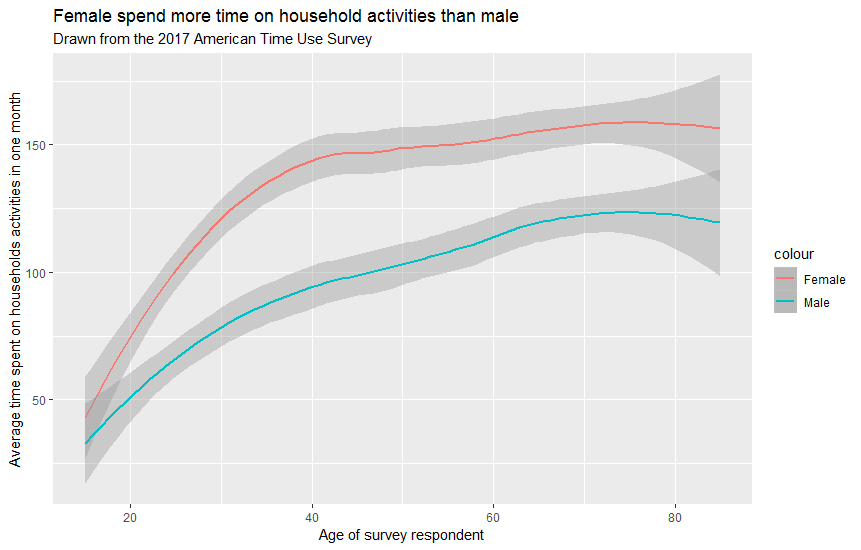 Female spend more time on household activities than male
Drawn from the 2017 American Time Use Survey
Average time spent on households activities in one month
150
100
50
20
40
60
80
Age of survey respondent
colour
Female
Male